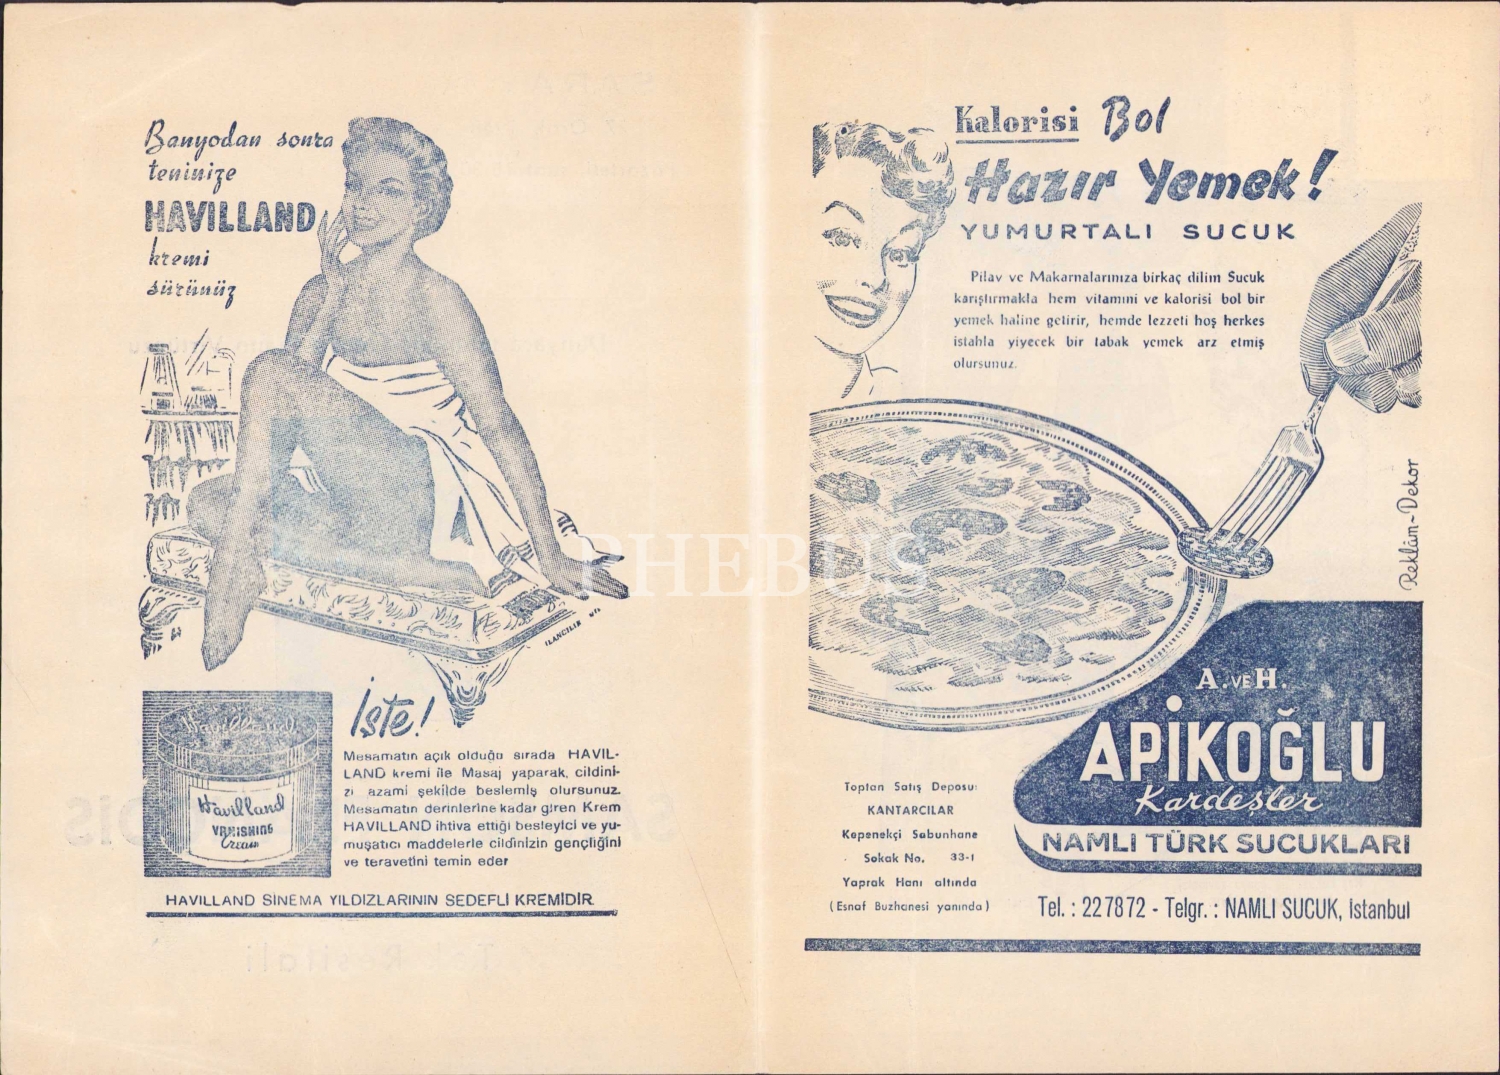 Banyodan sonra
teninize
HAVILLAND
kremi
sürünüz
İLANCILIK
İşte!
Mesamatın açık olduğu sırada HAVIL-
LAND kremi ile Masaj yaparak, cildini-
zi azami şekilde beslemiş olursunuz.
Mesamatın derinlerine kadar giren Krem
HAVILLAND ihtiva ettiği besleyici ve yu-
muşatıcı maddelerle cildinizin gençliğini
ve teravetini temin eder
Havilland
Havilland
VANISHING
Cream
HAVILLAND SİNEMA YILDIZLARININ SEDEFLİ KREMİDİR
Kalorisi Bol
Hazır Yemek!
YUMURTALI SUCUK
Pilav ve Makarnalarınıza birkaç dilim Sucuk
karıştırmakla hem vitamini ve kalorisi bol bir
yemek haline getirir, hemde lezzeti hoş herkes
istahla yiyecek bir tabak yemek arz etmiş
olursunuz.
Reklâm-Dekor
A. VE H.
APİKOĞLU
Kardeşler
NAMLI TÜRK SUCUKLARI
Toptan Satış Deposu:
KANTARCILAR
Kepenekçi Sabunhane
Sokak No. 33-1
Yaprak Hanı altında
(Esnaf Buzhanesi yanında)
Tel. : 227872 - Telgr. : NAMLI SUCUK, İstanbul
PHEBUS